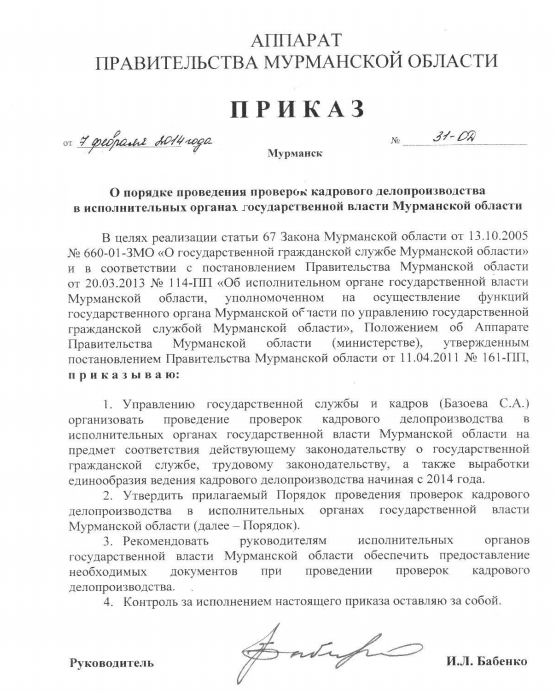 АППАРАТ
ПРАВИТЕЛЬСТВА МУРМАНСКОЙ ОБЛАСТИ
ПРИКАЗ
от 7 февраля 2014 года № 31-ОД
Мурманск
О порядке проведения проверок кадрового делопроизводства
в исполнительных органах государственной власти Мурманской области
В целях реализации статьи 67 Закона Мурманской области от 13.10.2005
№ 660-01-ЗМО «О государственной гражданской службе Мурманской области»
и в соответствии с постановлением Правительства Мурманской области
от 20.03.2013 № 114-ПП «Об исполнительном органе государственной власти
Мурманской области, уполномоченном на осуществление функций
государственного органа Мурманской области по управлению государственной
гражданской службой Мурманской области», Положением об Аппарате
Правительства Мурманской области (министерстве), утвержденным
постановлением Правительства Мурманской области от 11.04.2011 № 161-ПП,
приказываю:
1. Управлению государственной службы и кадров (Базоева С.А.)
организовать проведение проверок кадрового делопроизводства в
исполнительных органах государственной власти Мурманской области на
предмет соответствия действующему законодательству о государственной
гражданской службе, трудовому законодательству, а также выработки
единообразия ведения кадрового делопроизводства начиная с 2014 года.
2. Утвердить прилагаемый Порядок проведения проверок кадрового
делопроизводства в исполнительных органах государственной власти
Мурманской области (далее – Порядок).
3. Рекомендовать руководителям исполнительных органов
государственной власти Мурманской области обеспечить предоставление
необходимых документов при проведении проверок кадрового
делопроизводства.
4. Контроль за исполнением настоящего приказа оставляю за собой.
Руководитель И.Л. Бабенко